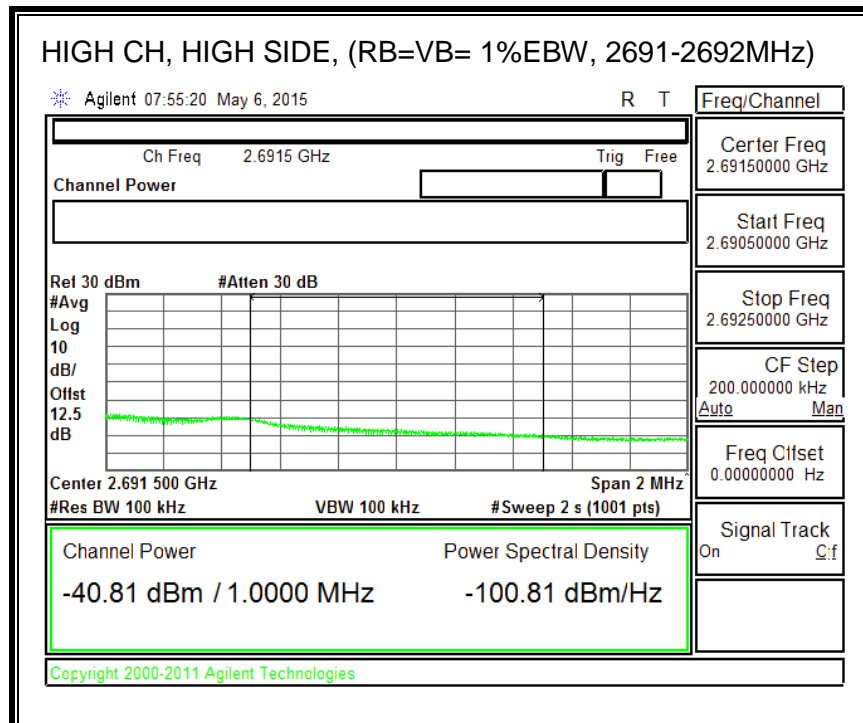 HIGH CH, HIGH SIDE, (RB=VB= 1%EBW, 2691-2692MHz)
Agilent 07:55:20 May 6, 2015 R T
Freq/Channel
Ch Freq 2.6915 GHz Trig Free
Channel Power
Center Freq
2.69150000 GHz
Start Freq
2.69050000 GHz
Stop Freq
2.69250000 GHz
CF Step
200.000000 kHz
Auto Man
Freq Offset
0.00000000 Hz
Signal Track
On Off
Ref 30 dBm #Atten 30 dB
#Avg
Log
10
dB/
Offst
12.5
dB
Center 2.691 500 GHz Span 2 MHz
#Res BW 100 kHz VBW 100 kHz #Sweep 2 s (1001 pts)
Channel Power Power Spectral Density
-40.81 dBm / 1.0000 MHz -100.81 dBm/Hz
Copyright 2000-2011 Agilent Technologies